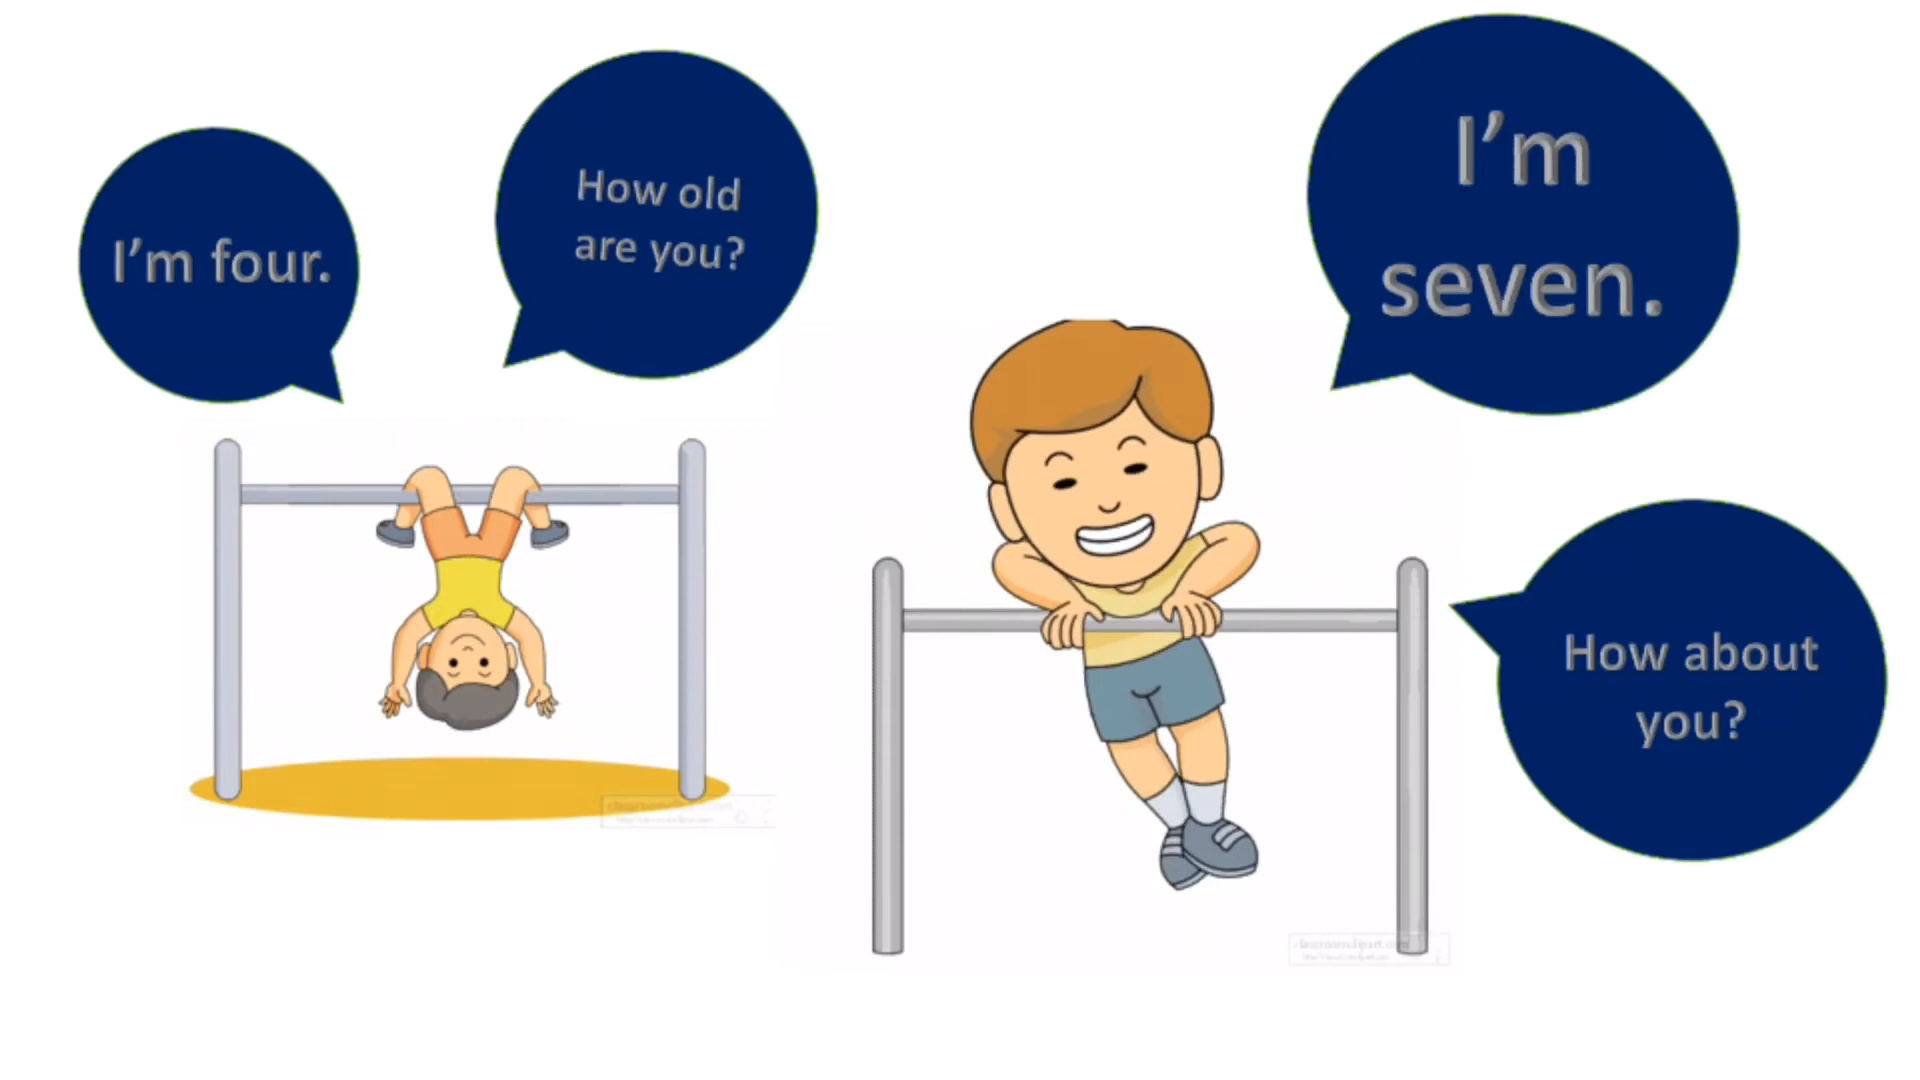 I’m four.
How old
are you?
I’m
seven.
How about
you?